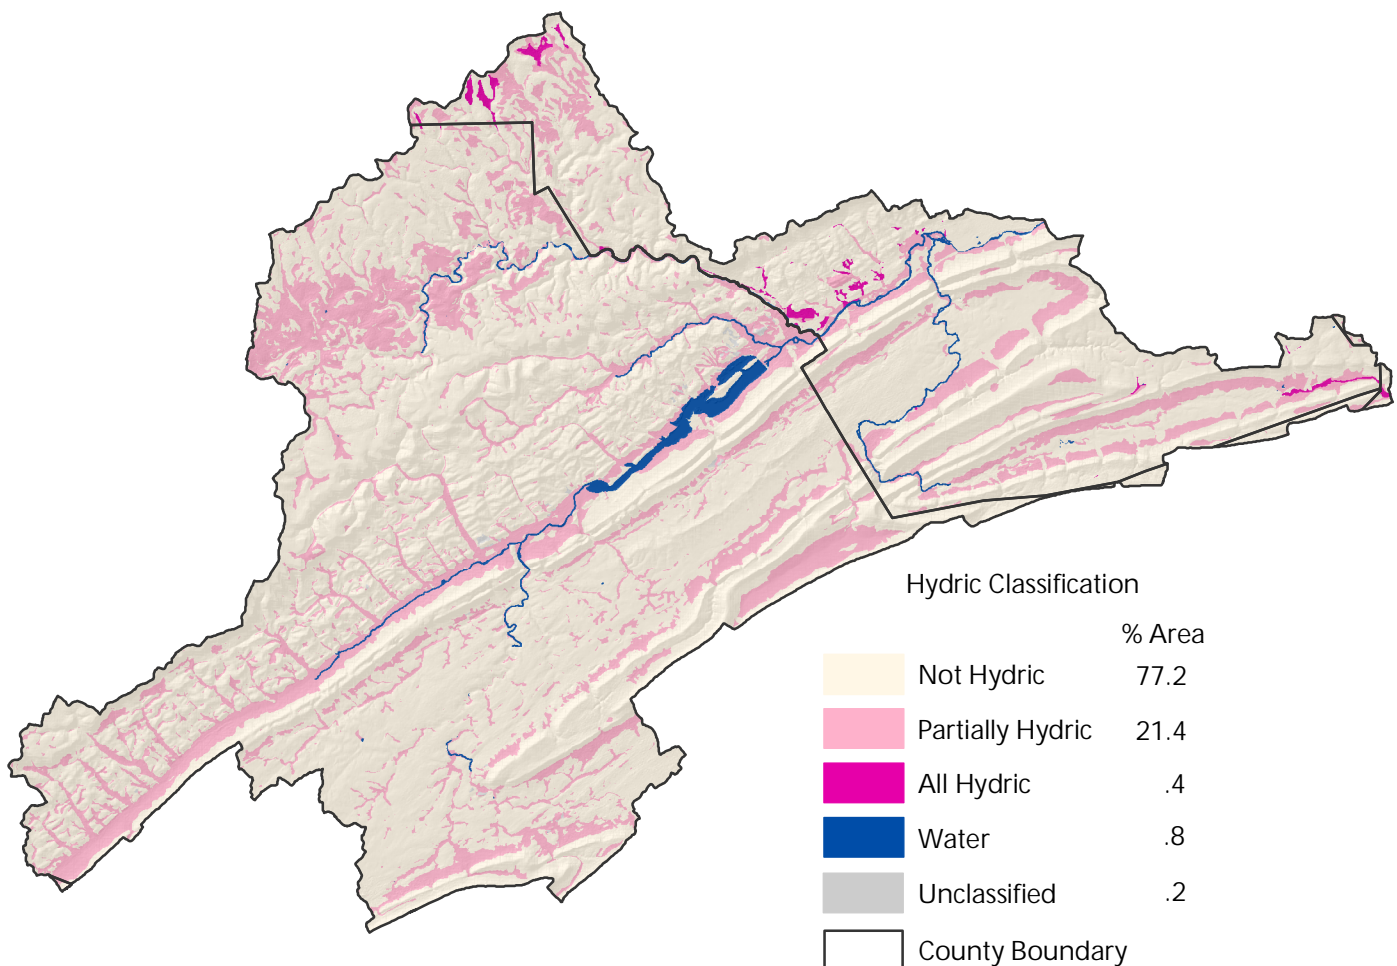 Hydric Classification
% Area
Not Hydric 77.2
Partially Hydric 21.4
All Hydric .4
Water .8
Unclassified .2
County Boundary